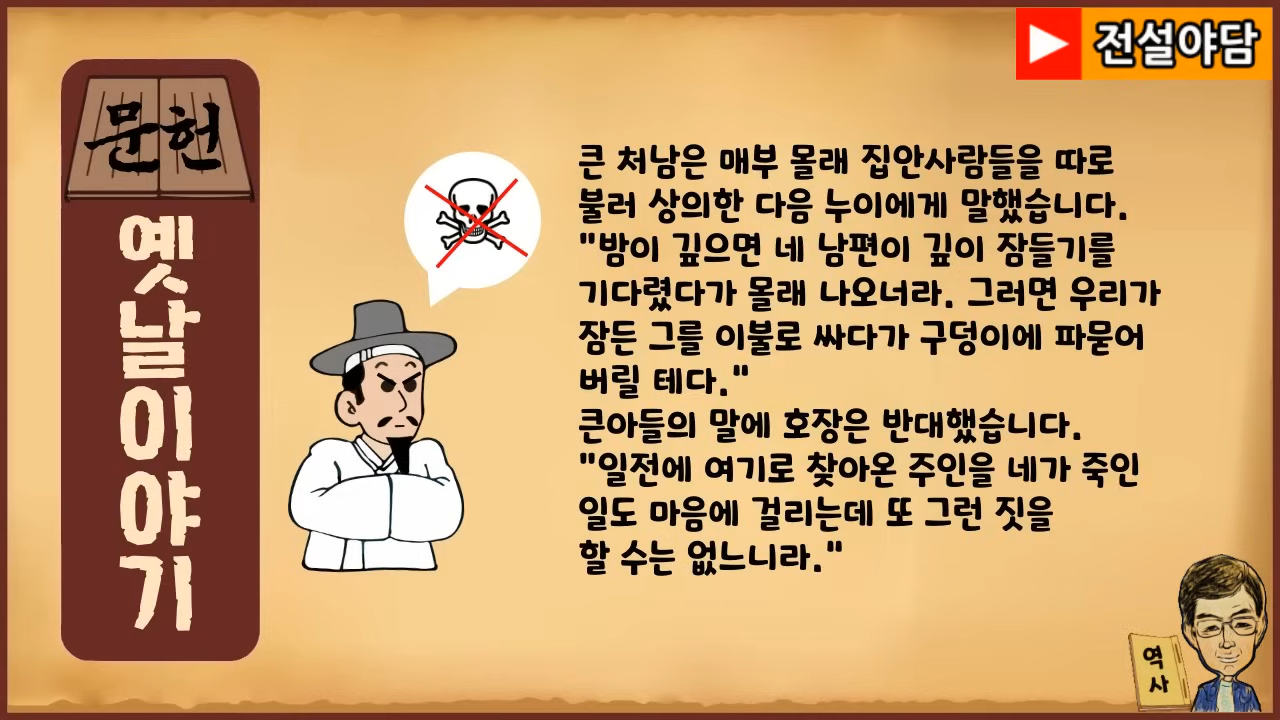 전설야담
문헌
옛날이야기
큰 처남은 매부 몰래 집안사람들을 따로
불러 상의한 다음 누이에게 말했습니다.
"밤이 깊으면 네 남편이 깊이 잠들기를
기다렸다가 몰래 나오너라. 그러면 우리가
잠든 그를 이불로 싸다가 구덩이에 파묻어
버릴 테다."
큰아들의 말에 호장은 반대했습니다.
"일전에 여기로 찾아온 주인을 네가 죽인
일도 마음에 걸리는데 또 그런 짓을
할 수는 없느니라."
역
사